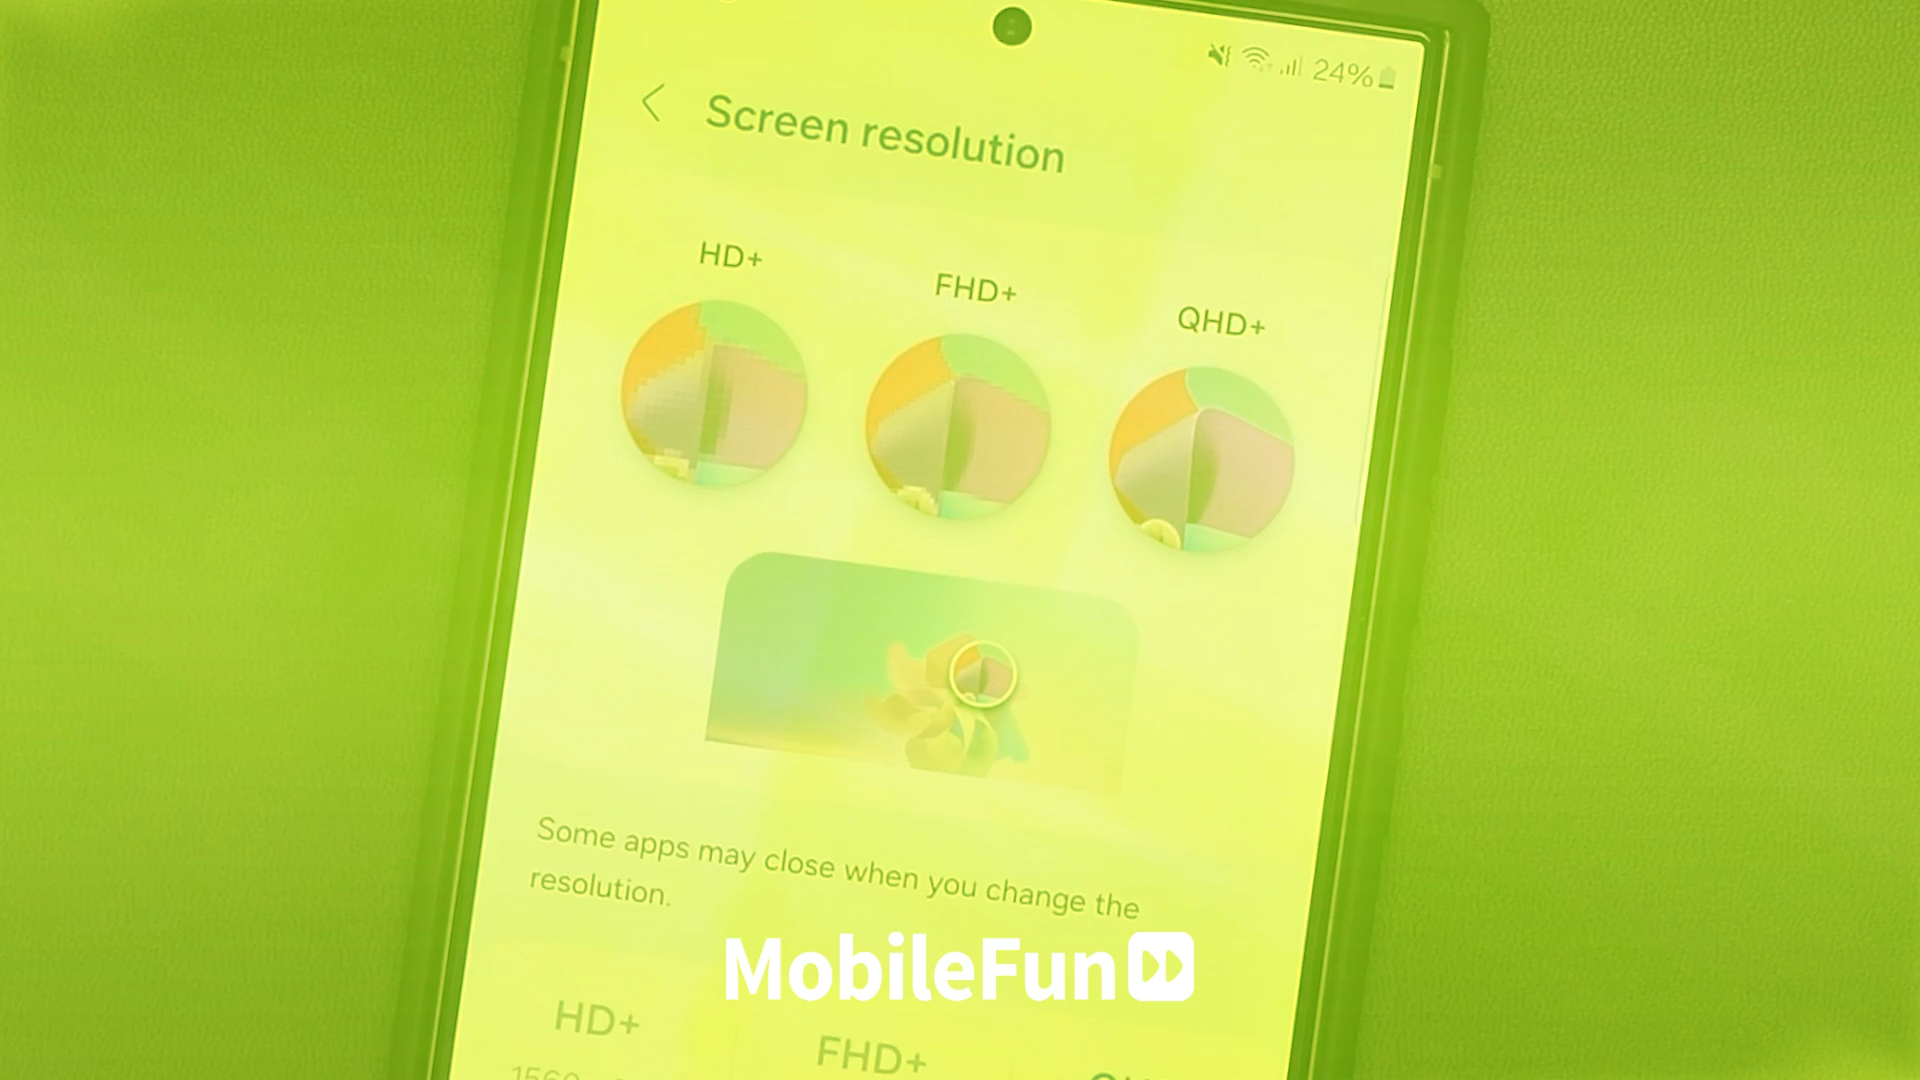 24%
Screen resolution
HD+
FHD+
QHD+
Some apps may close when you change the
resolution.
MobileFun
HD+
FHD+